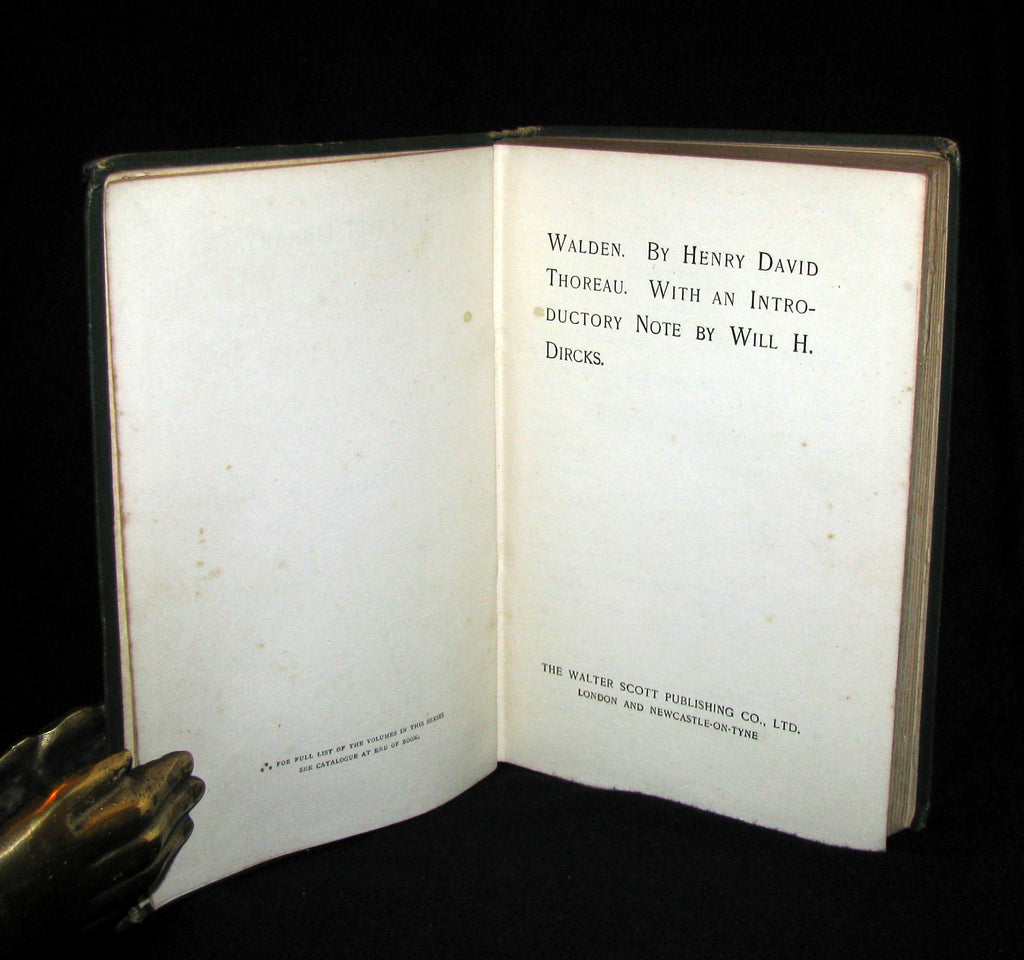 ⁂ FOR FULL LIST OF THE VOLUMES IN THIS SERIES
SEE CATALOGUE AT END OF BOOK.
WALDEN. BY HENRY DAVID
THOREAU. WITH AN INTRO-
DUCTORY NOTE BY WILL H.
DIRCKS.
THE WALTER SCOTT PUBLISHING CO., LTD.
LONDON AND NEWCASTLE-ON-TYNE